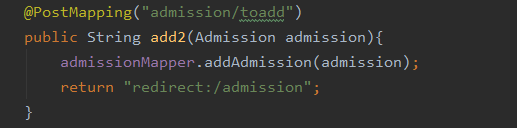 @PostMapping("admission/toadd")
public String add2(Admission admission){
    admissionMapper.addAdmission(admission);
    return "redirect:/admission";
}